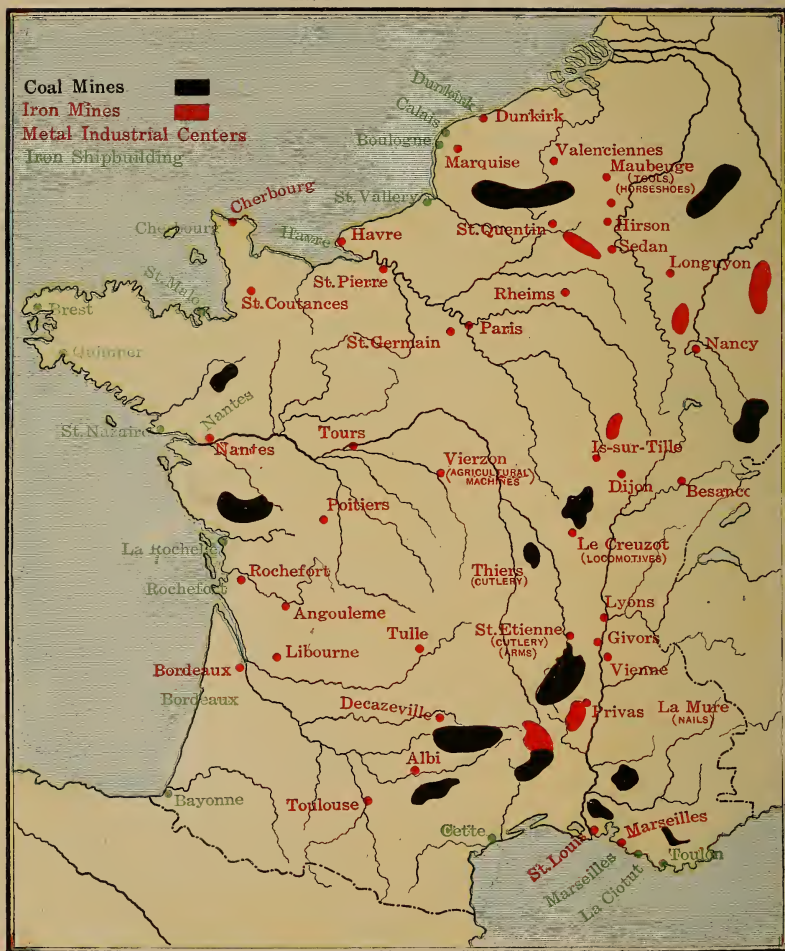 Coal Mines
Iron Mines
Metal Industrial Centers
Iron Shipbuilding
Dunkirk
Dunkirk
Calais
Boulogne
Marquise
Valenciennes
Maubeuge
(TOOLS,)
(HORSESHOES)
St. Vallery
Cherbourg
Cherbourg
Havre
Havre
St. Quentin
Hirson
Sedan
Longuyon
St. Pierre
St. Malo
St. Coutances
Rheims
Brest
St. Germain
Paris
Nancy
Quimper
Nantes
St. Nazaire
Nantes
Tours
Vierzon
(AGRICULTURAL
MACHINES)
Is-sur-Tille
Dijon
Besanco
Poitiers
La Rochelle
Le Creuzot
(LOCOMOTIVES)
Rochefort
Rochefort
Thiers
(CUTLERY)
Angouleme
Lyons
St. Etienne
(CUTLERY)
(ARMS)
Givors
Tulle
Libourne
Vienne
Bordeaux
Bordeaux
Decazeville
Privas
La Mure
(NAILS)
Albi
Bayonne
Toulouse
Cette
St. Louis
Marseilles
Marseilles
La Ciotut
Toulon